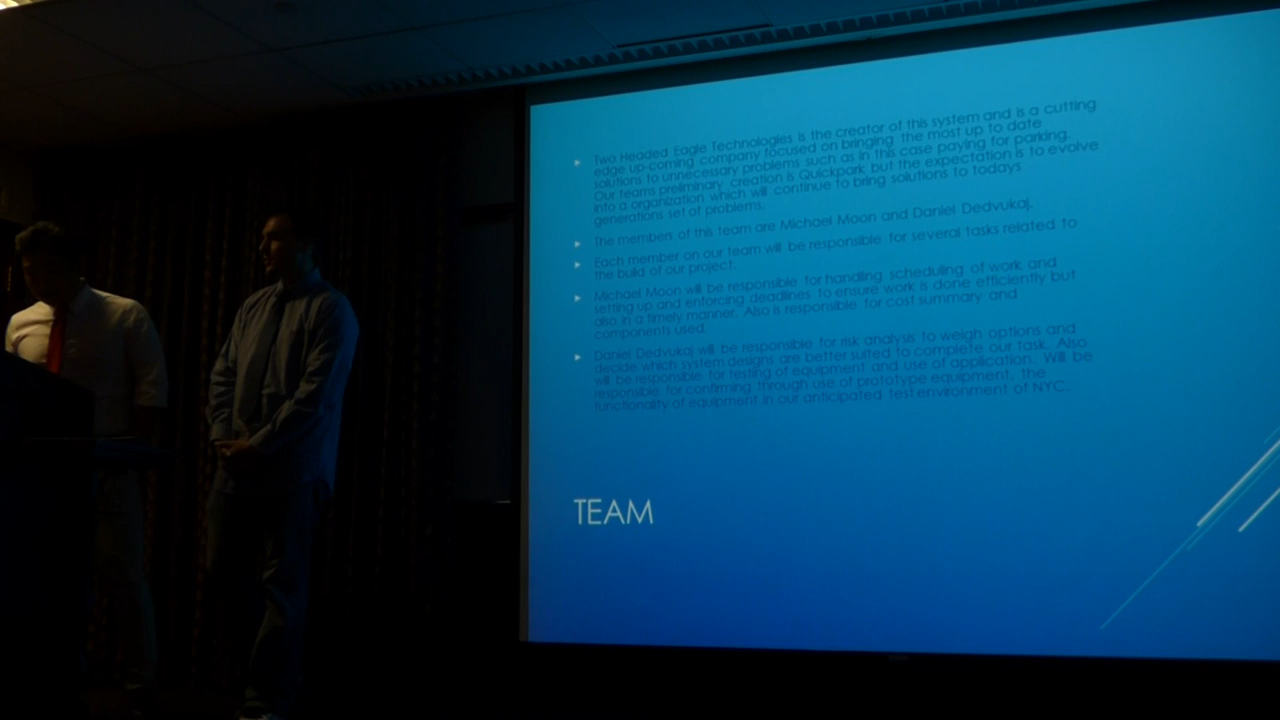 Two Headed Eagle Technologies is the creator of this system and is a cutting
edge up-coming company focused on bringing the most up to date
solutions to unnecessary problems such as in this case paying for parking.
Our teams preliminary creation is Quickpark but the expectation is to evolve
into a organization which will continue to bring solutions to todays
generations set of problems.
The members of this team are Michael Moon and Daniel Dedvukaj.
Each member on our team will be responsible for several tasks related to
the build of our project.
Michael Moon will be responsible for handling scheduling of work and
setting up and enforcing deadlines to ensure work is done efficiently but
also in a timely manner. Also is responsible for cost summary and
components used.
Daniel Dedvukaj will be responsible for risk analysis to weigh options and
decide which system designs are better suited to complete our task. Also
will be responsible for testing of equipment and use of application. Will be
responsible for confirming through use of prototype equipment, the
functionality of equipment in our anticipated test environment of NYC.
TEAM